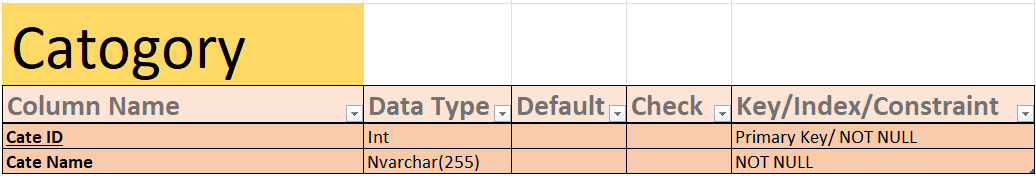 Catogory
Column Name Data Type Default Check Key/Index/Constraint
Cate ID Int Primary Key/ NOT NULL
Cate Name Nvarchar(255) NOT NULL